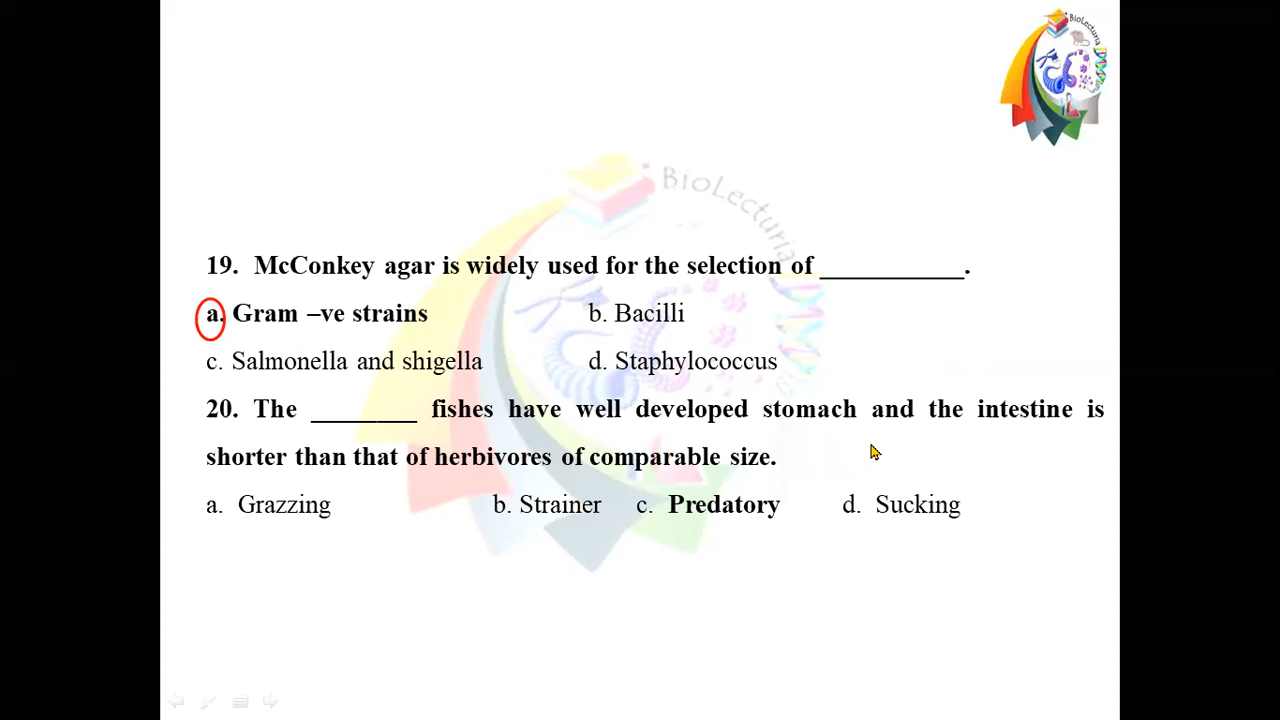 BioLecturia
BioLecturia
19. McConkey agar is widely used for the selection of ___________.
a. Gram –ve strains b. Bacilli
c. Salmonella and shigella d. Staphylococcus
20. The ________ fishes have well developed stomach and the intestine is
shorter than that of herbivores of comparable size.
a. Grazzing b. Strainer c. Predatory d. Sucking